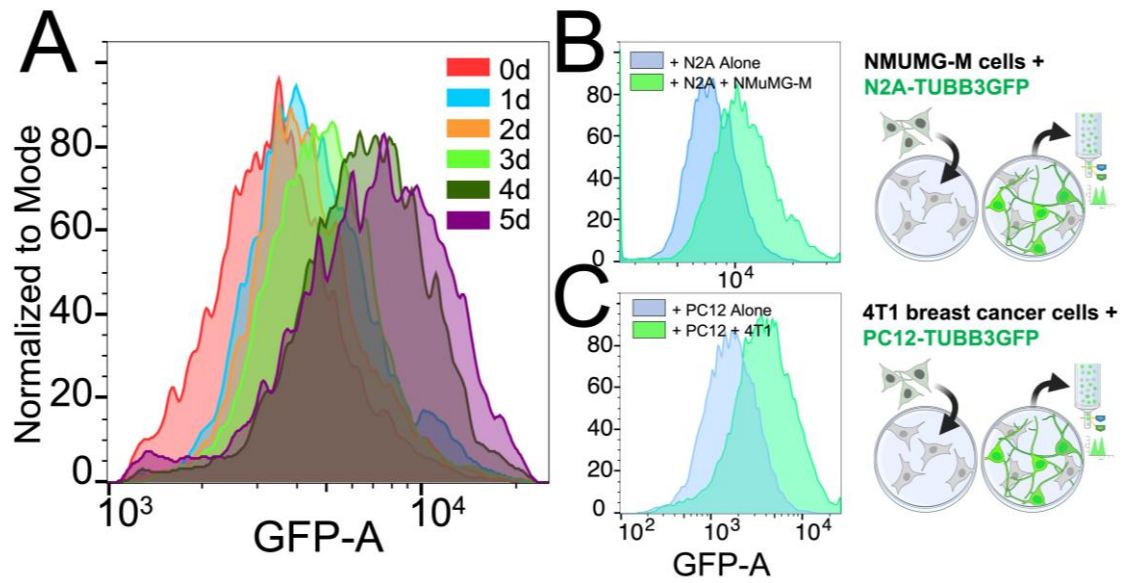 A
Normalized to Mode
80
60
40
20
0
10³
10⁴
GFP-A
0d
1d
2d
3d
4d
5d
B
80
60
40
20
0
10⁴
+ N2A Alone
+ N2A + NMuMG-M
NMUMG-M cells +
N2A-TUBB3GFP
C
80
60
40
20
0
10²
10³
10⁴
GFP-A
+ PC12 Alone
+ PC12 + 4T1
4T1 breast cancer cells +
PC12-TUBB3GFP